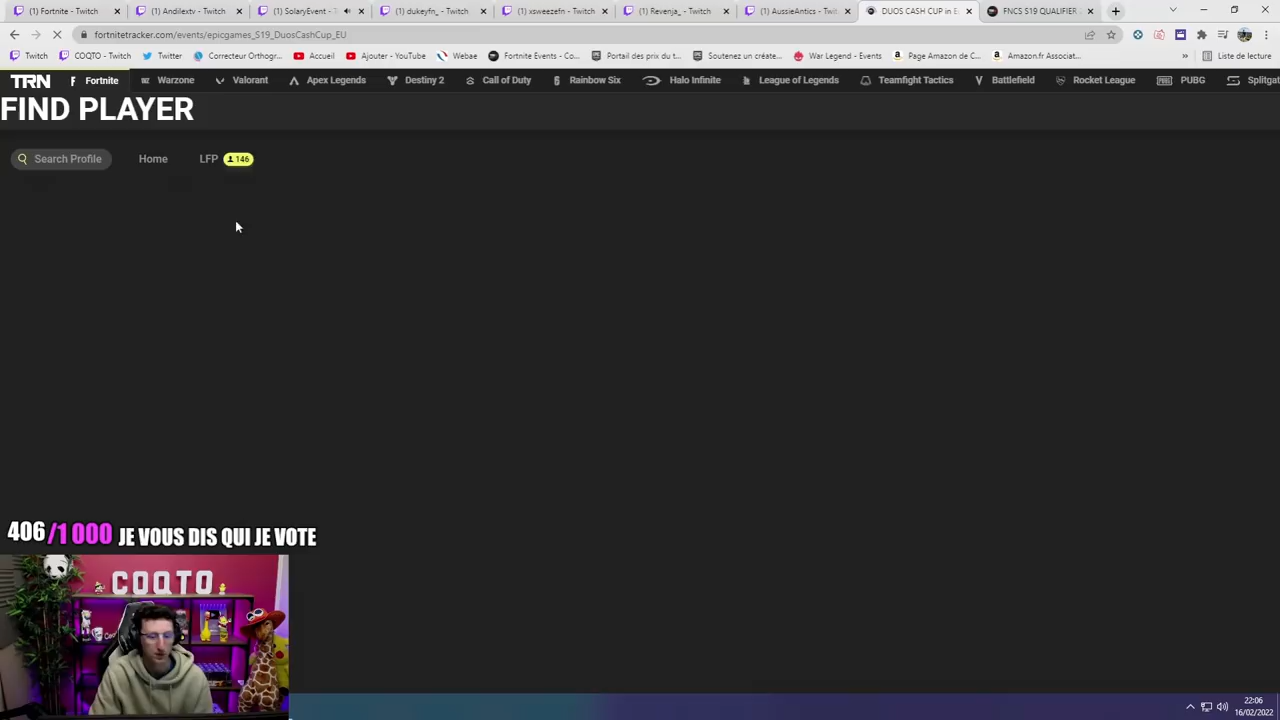 (1) Fortnite - Twitch
(1) Andilextv - Twitch
(1) SolaryEvent -
(1) dukeyfn_ - Twitch
(1) xsweezefn - Twitch
(1) Revenja_ - Twitch
(1) AussieAntics - Twit
DUOS CASH CUP in E
FNCS S19 QUALIFIER
fortnitetracker.com/events/epicgames_S19_DuosCashCup_EU
Twitch
COQTO - Twitch
Twitter
Correcteur Orthogr...
Accueil
Ajouter - YouTube
Webae
Fortnite Events - Co...
Portail des prix du t...
Soutenez un créate...
War Legend - Events
Page Amazon de C...
Amazon.fr Associat...
»
Liste de lecture
TRN
Fortnite
Warzone
Valorant
Apex Legends
Destiny 2
Call of Duty
Rainbow Six
Halo Infinite
League of Legends
Teamfight Tactics
Battlefield
Rocket League
PUBG
Splitgat
FIND PLAYER
Search Profile
Home
LFP
146
406/1 000 JE VOUS DIS QUI JE VOTE
COQTO
22:06
16/02/2022